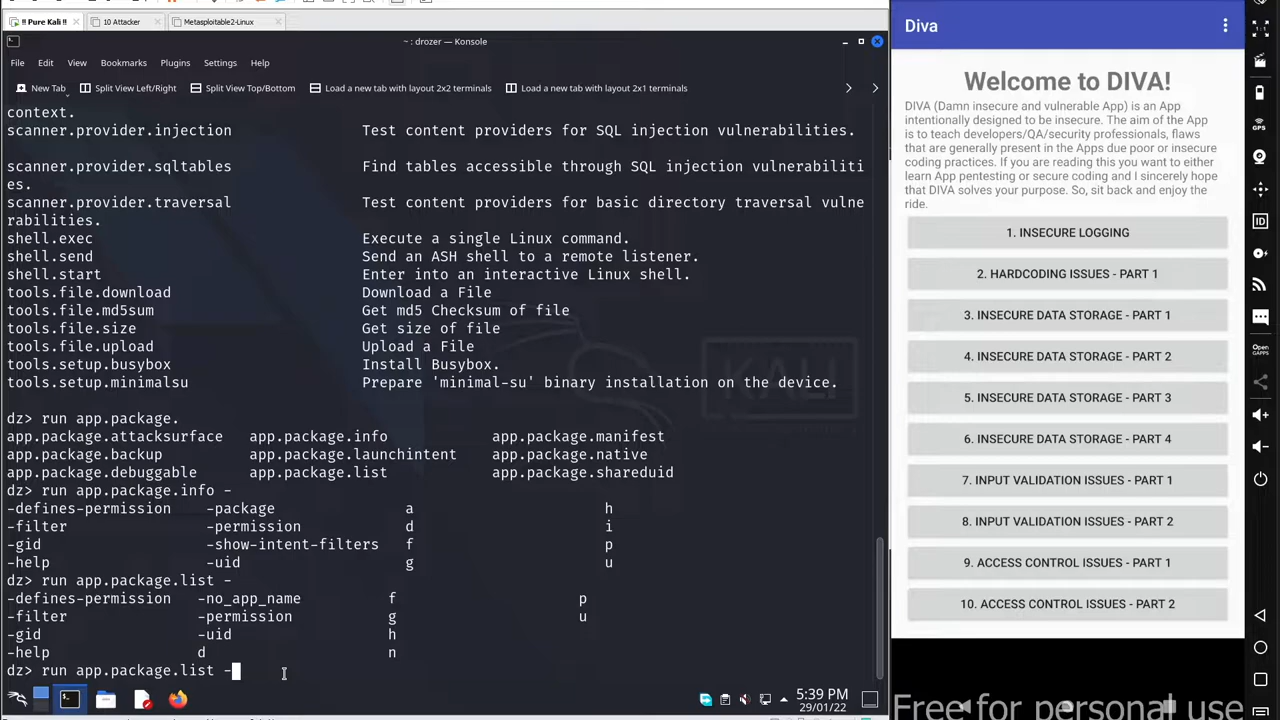 !! Pure Kali !!
10 Attacker
Metasploitable2-Linux
~ : drozer — Konsole
File Edit View Bookmarks Plugins Settings Help
New Tab Split View Left/Right Split View Top/Bottom Load a new tab with layout 2x2 terminals Load a new tab with layout 2x1 terminals
context.
scanner.provider.injection Test content providers for SQL injection vulnerabilities.
scanner.provider.sqltables Find tables accessible through SQL injection vulnerabiliti
es.
scanner.provider.traversal Test content providers for basic directory traversal vulne
rabilities.
shell.exec Execute a single Linux command.
shell.send Send an ASH shell to a remote listener.
shell.start Enter into an interactive Linux shell.
tools.file.download Download a File
tools.file.md5sum Get md5 Checksum of file
tools.file.size Get size of file
tools.file.upload Upload a File
tools.setup.busybox Install Busybox.
tools.setup.minimalsu Prepare 'minimal-su' binary installation on the device.
dz> run app.package.
app.package.attacksurface app.package.info app.package.manifest
app.package.backup app.package.launchintent app.package.native
app.package.debuggable app.package.list app.package.shareduid
dz> run app.package.info -
-defines-permission -package a h
-filter -permission d i
-gid -show-intent-filters f p
-help -uid g u
dz> run app.package.list -
-defines-permission -no_app_name f p
-filter -permission g u
-gid -uid h
-help d n
dz> run app.package.list -
KALI
5:39 PM
29/01/22
Diva
Welcome to DIVA!
DIVA (Damn insecure and vulnerable App) is an App
intentionally designed to be insecure. The aim of the App
is to teach developers/QA/security professionals, flaws
that are generally present in the Apps due poor or insecure
coding practices. If you are reading this you want to either
learn App pentesting or secure coding and I sincerely hope
that DIVA solves your purpose. So, sit back and enjoy the
ride.
1. INSECURE LOGGING
2. HARDCODING ISSUES - PART 1
3. INSECURE DATA STORAGE - PART 1
4. INSECURE DATA STORAGE - PART 2
5. INSECURE DATA STORAGE - PART 3
6. INSECURE DATA STORAGE - PART 4
7. INPUT VALIDATION ISSUES - PART 1
8. INPUT VALIDATION ISSUES - PART 2
9. ACCESS CONTROL ISSUES - PART 1
10. ACCESS CONTROL ISSUES - PART 2
Free for personal use
1:1
GPS
ID
Open
GAPPS